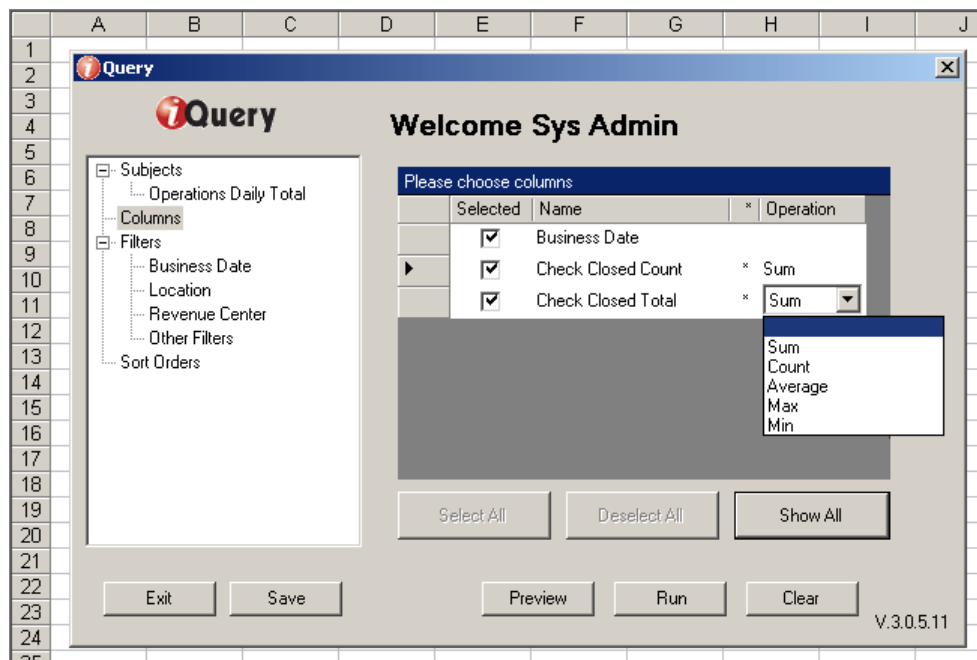 A B C D E F G H I J
1
2
3
4
5
6
7
8
9
10
11
12
13
14
15
16
17
18
19
20
21
22
23
24
25
iQuery
iQuery
Welcome Sys Admin
Subjects
Operations Daily Total
Columns
Filters
Business Date
Location
Revenue Center
Other Filters
Sort Orders
Please choose columns
Selected Name * Operation
Business Date
Check Closed Count * Sum
Check Closed Total * Sum
Sum
Count
Average
Max
Min
Select All Deselect All Show All
Exit Save Preview Run Clear
V.3.0.5.11